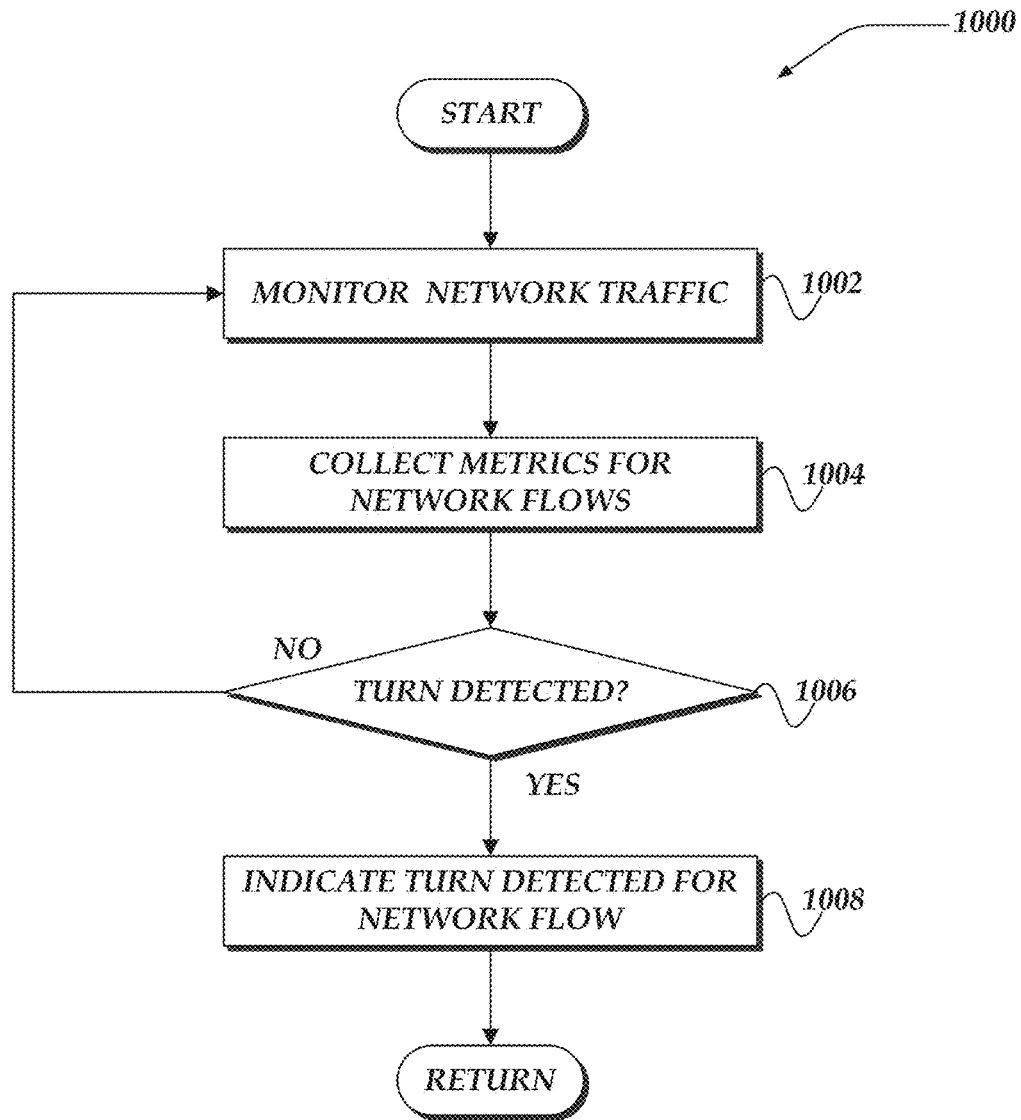 1000
START
MONITOR NETWORK TRAFFIC
1002
COLLECT METRICS FOR
NETWORK FLOWS
1004
NO
TURN DETECTED?
1006
YES
INDICATE TURN DETECTED FOR
NETWORK FLOW
1008
RETURN